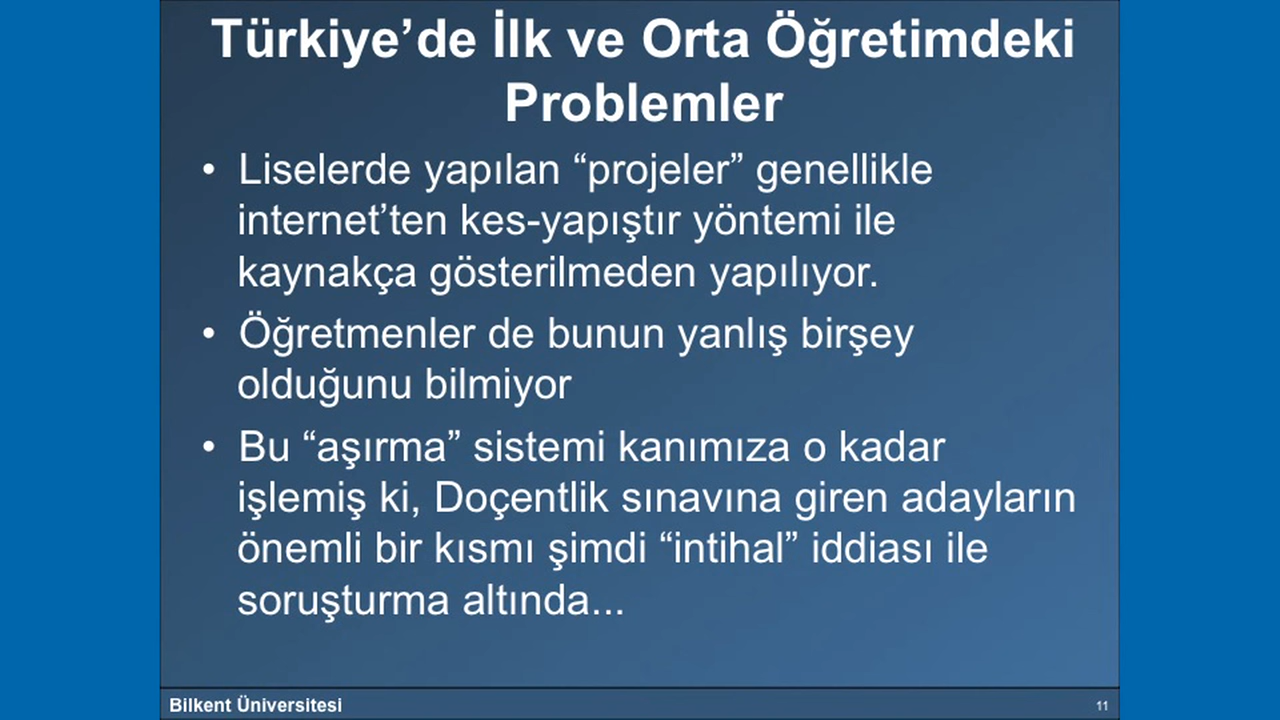 Türkiye’de İlk ve Orta Öğretimdeki
Problemler
• Liselerde yapılan “projeler” genellikle
internet’ten kes-yapıştır yöntemi ile
kaynakça gösterilmeden yapılıyor.
• Öğretmenler de bunun yanlış birşey
olduğunu bilmiyor
• Bu “aşırma” sistemi kanımıza o kadar
işlemiş ki, Doçentlik sınavına giren adayların
önemli bir kısmı şimdi “intihal” iddiası ile
soruşturma altında...
Bilkent Üniversitesi 11